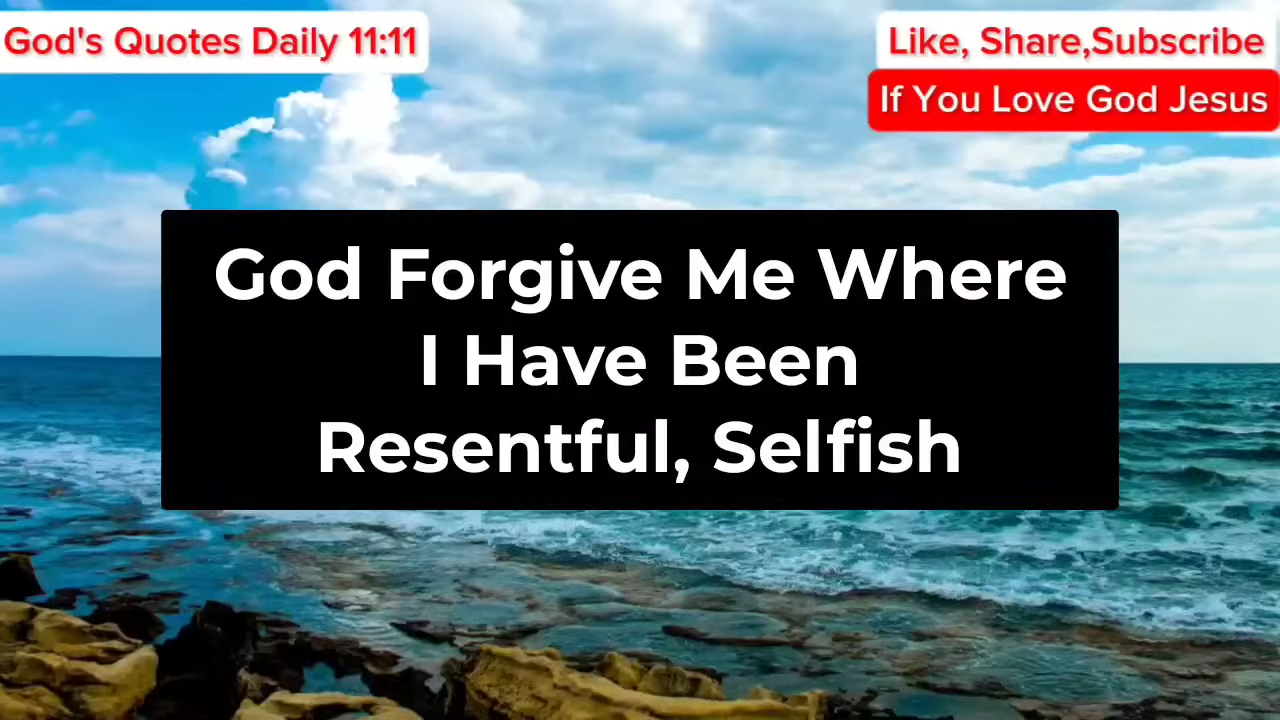 God's Quotes Daily 11:11
Like, Share,Subscribe
If You Love God Jesus
God Forgive Me Where
I Have Been
Resentful, Selfish